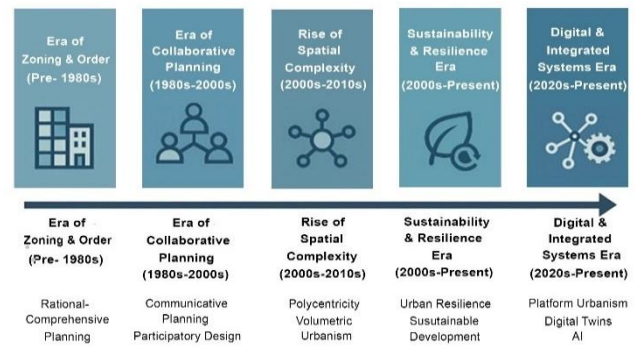 Era of
Zoning & Order
(Pre- 1980s)
Era of
Collaborative
Planning
(1980s-2000s)
Rise of
Spatial
Complexity
(2000s-2010s)
Sustainability
& Resilience
Era
(2000s-Present)
Digital &
Integrated
Systems Era
(2020s-Present)
Era of
Zoning & Order
(Pre- 1980s)
Era of
Collaborative
Planning
(1980s-2000s)
Rise of
Spatial
Complexity
(2000s-2010s)
Sustainability
& Resilience
Era
(2000s-Present)
Digital &
Integrated
Systems Era
(2020s-Present)
Rational-
Comprehensive
Planning
Communicative
Planning
Participatory Design
Polycentricity
Volumetric
Urbanism
Urban Resilience
Susutainable
Development
Platform Urbanism
Digital Twins
AI